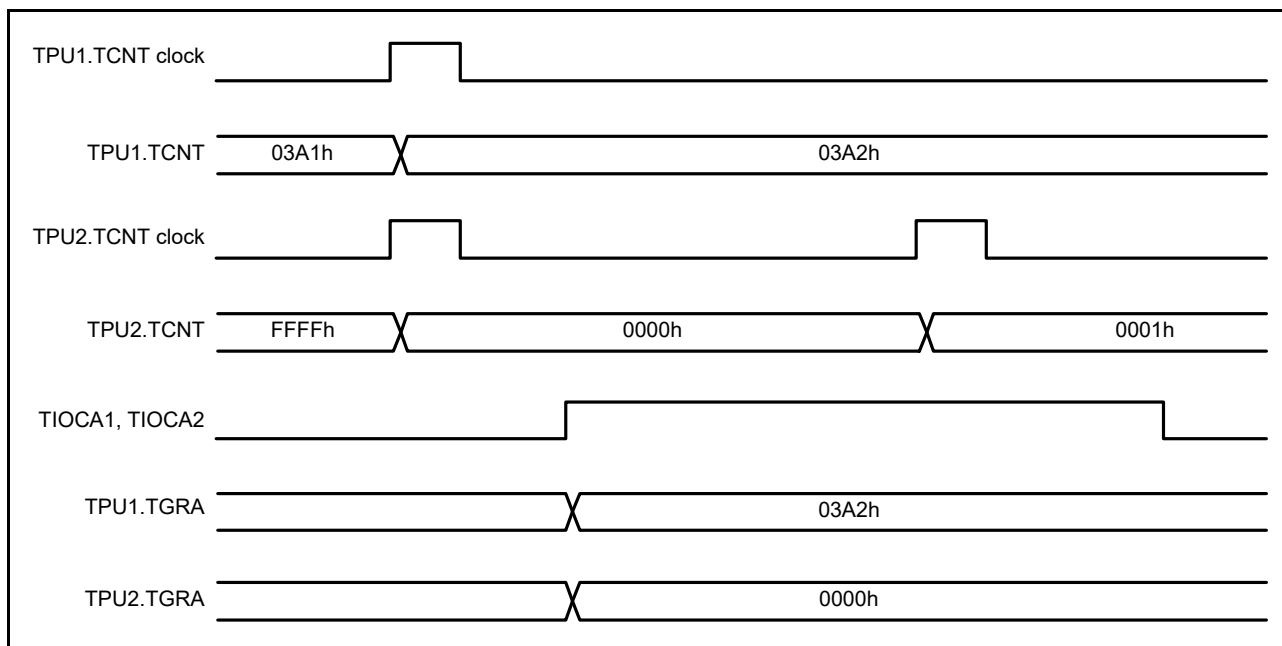 TPU1.TCNT clock
TPU1.TCNT 03A1h 03A2h
TPU2.TCNT clock
TPU2.TCNT FFFFh 0000h 0001h
TIOCA1, TIOCA2
TPU1.TGRA 03A2h
TPU2.TGRA 0000h